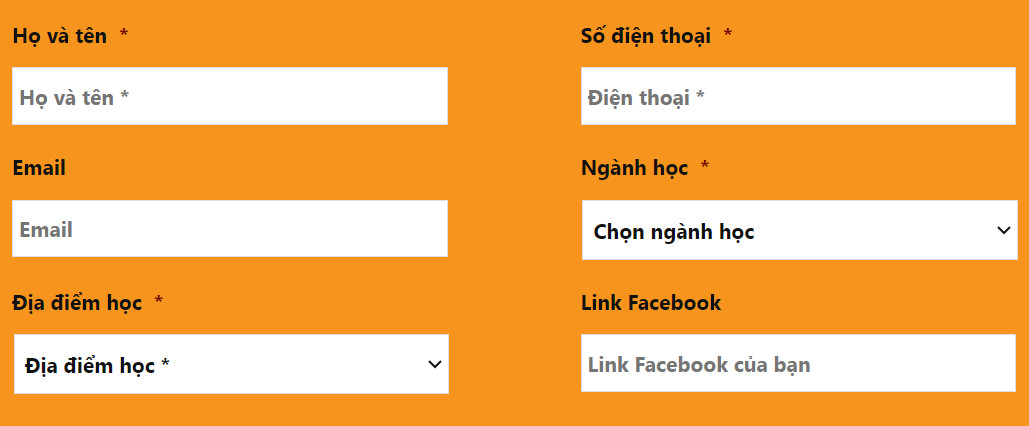 Họ và tên *
Số điện thoại *
Họ và tên *
Điện thoại *
Email
Ngành học *
Email
Chọn ngành học
Địa điểm học *
Link Facebook
Địa điểm học *
Link Facebook của bạn